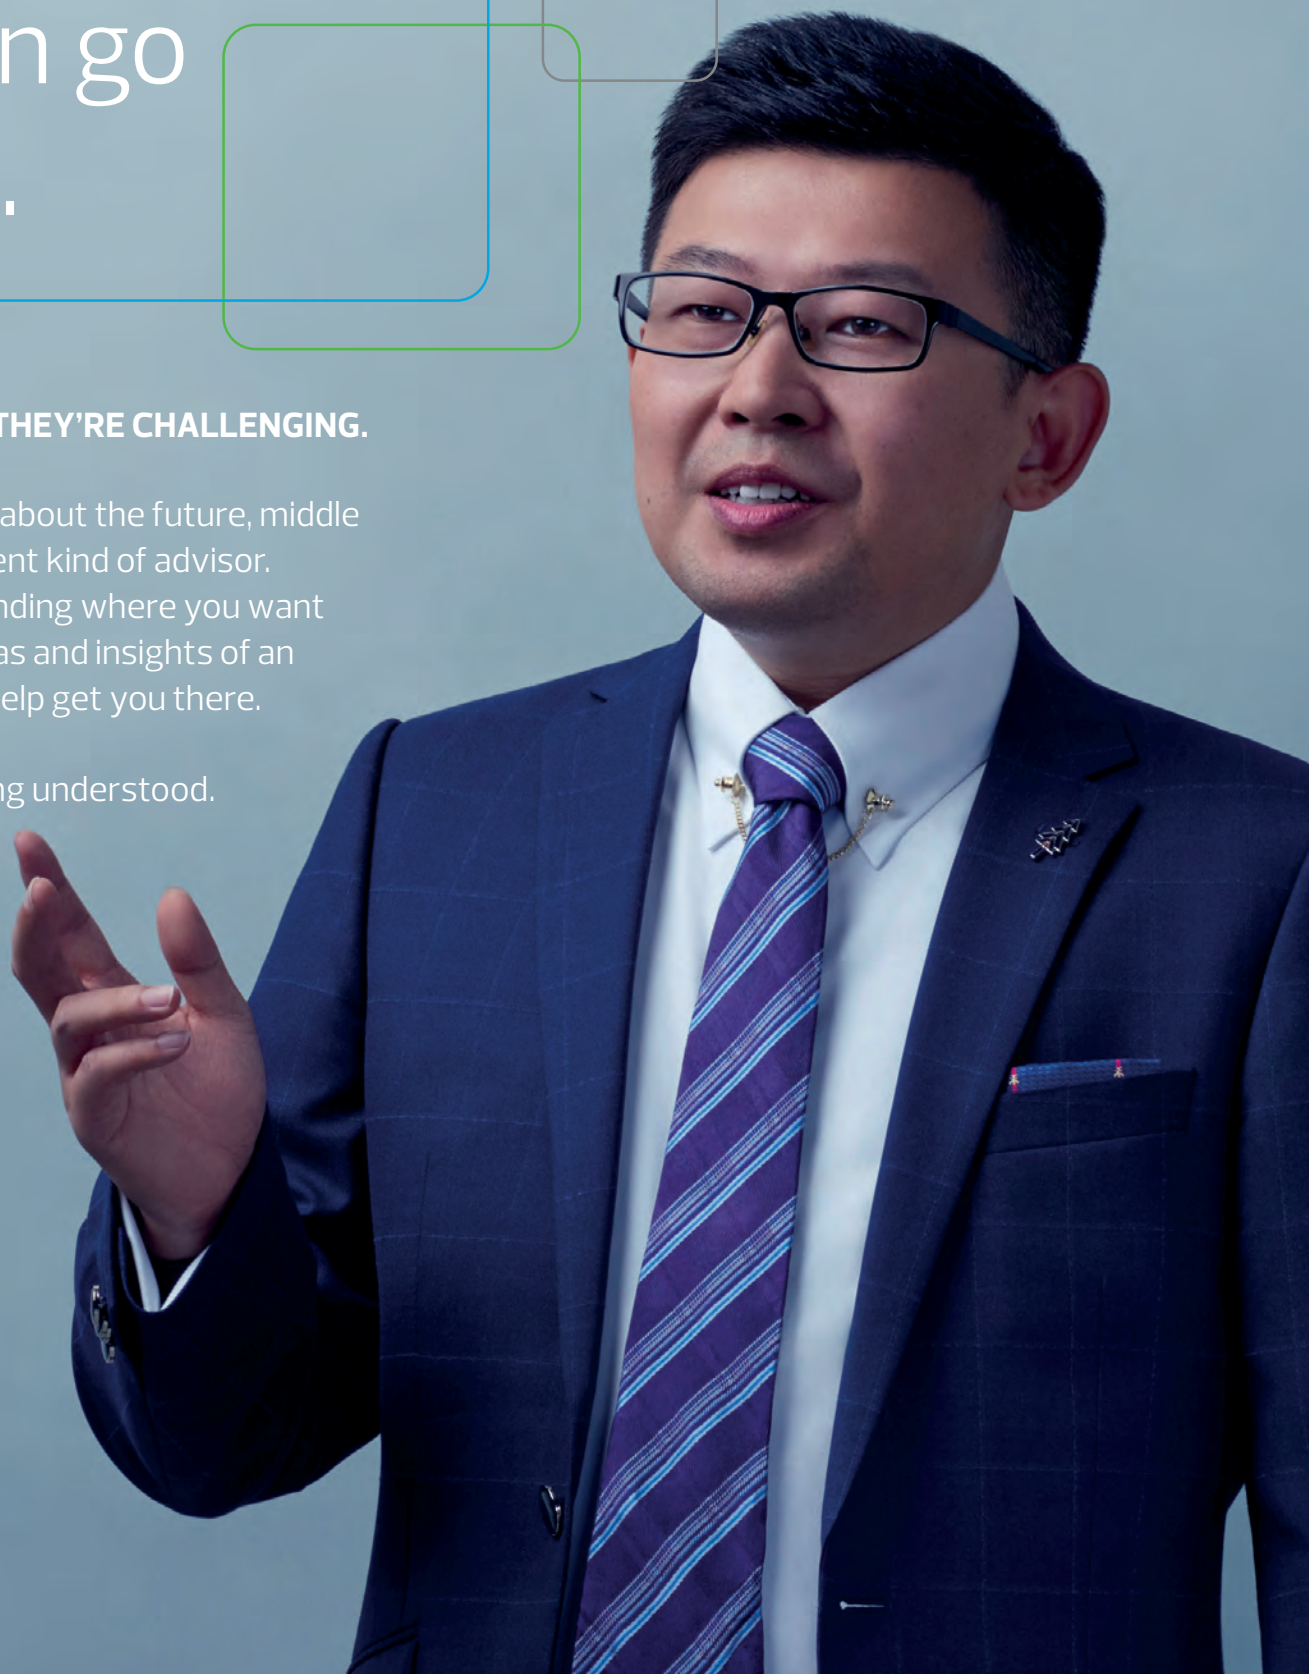 n go
.
THEY’RE CHALLENGING.
about the future, middle
ent kind of advisor.
nding where you want
as and insights of an
elp get you there.
ng understood.